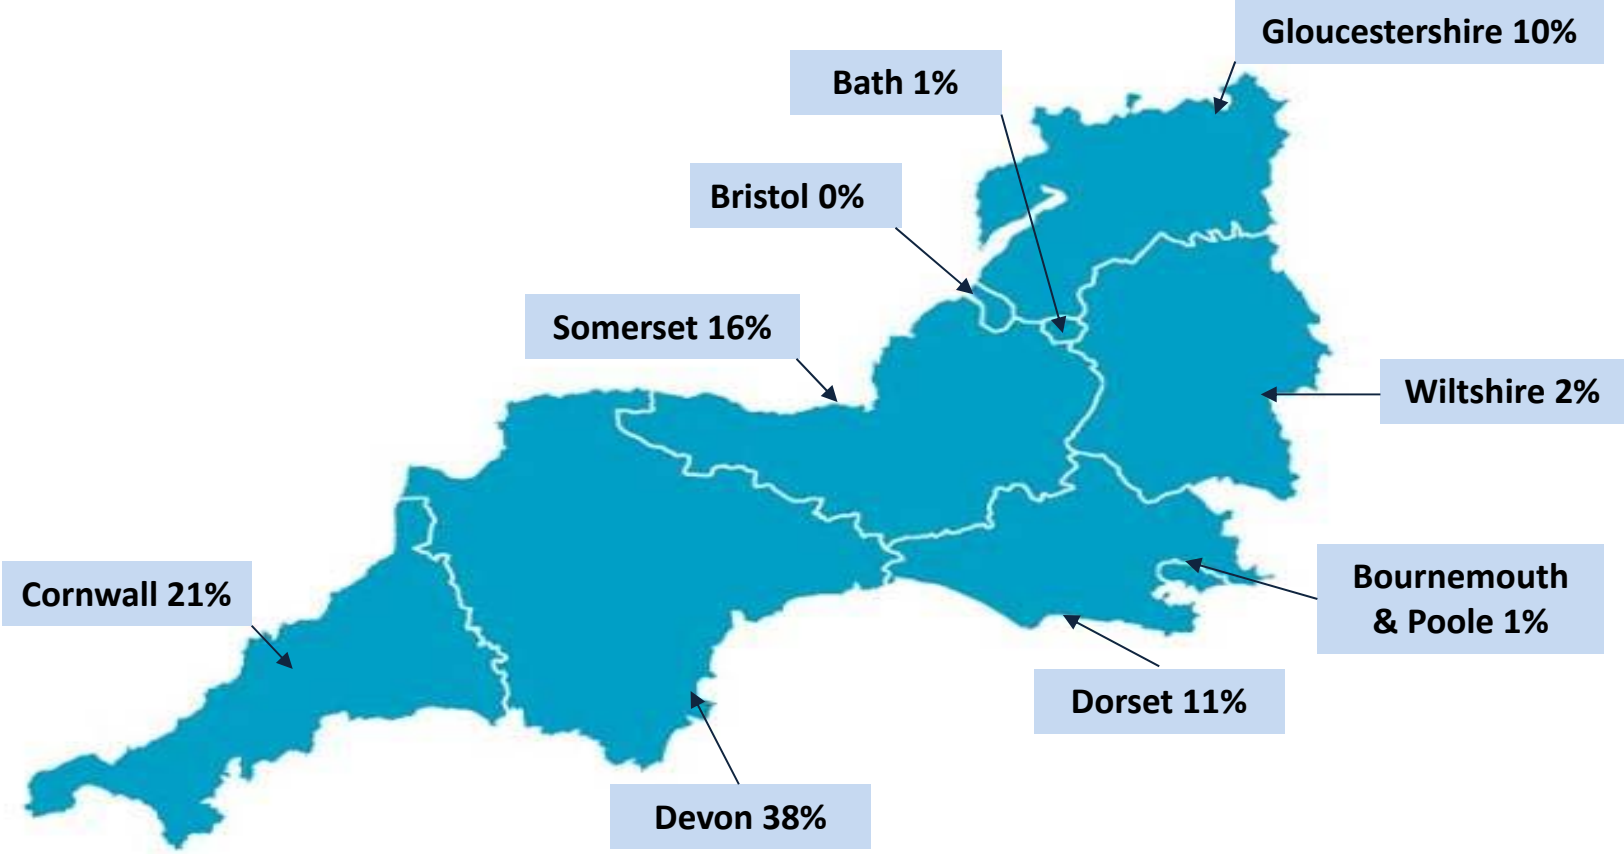 Gloucestershire 10%
Bath 1%
Bristol 0%
Somerset 16%
Wiltshire 2%
Cornwall 21%
Bournemouth
& Poole 1%
Dorset 11%
Devon 38%